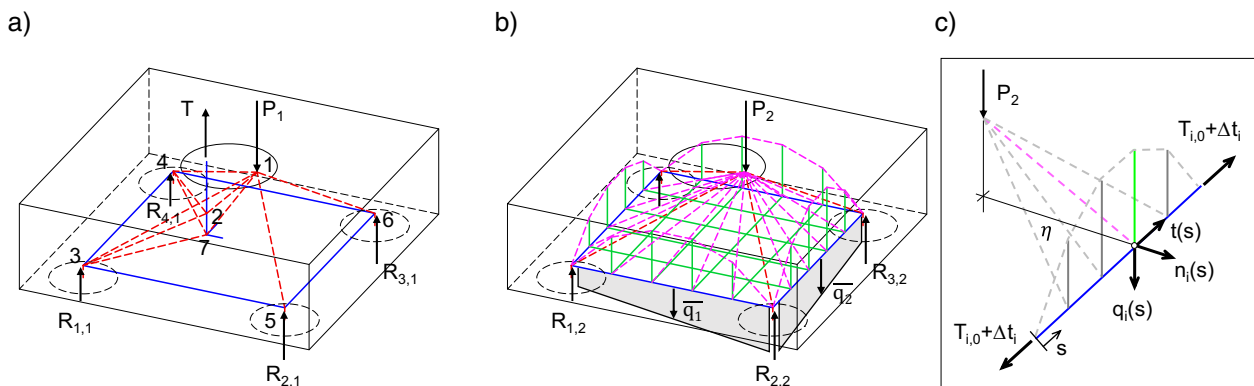 a)
T
P1
4
1
R4,1
2
6
3
7
R3,1
R1,1
5
R2,1
b)
P2
R3,2
q2
R1,2
q1
R2,2
c)
P2
Ti,0+Δti
η
t(s)
ni(s)
qi(s)
Ti,0+Δti
s